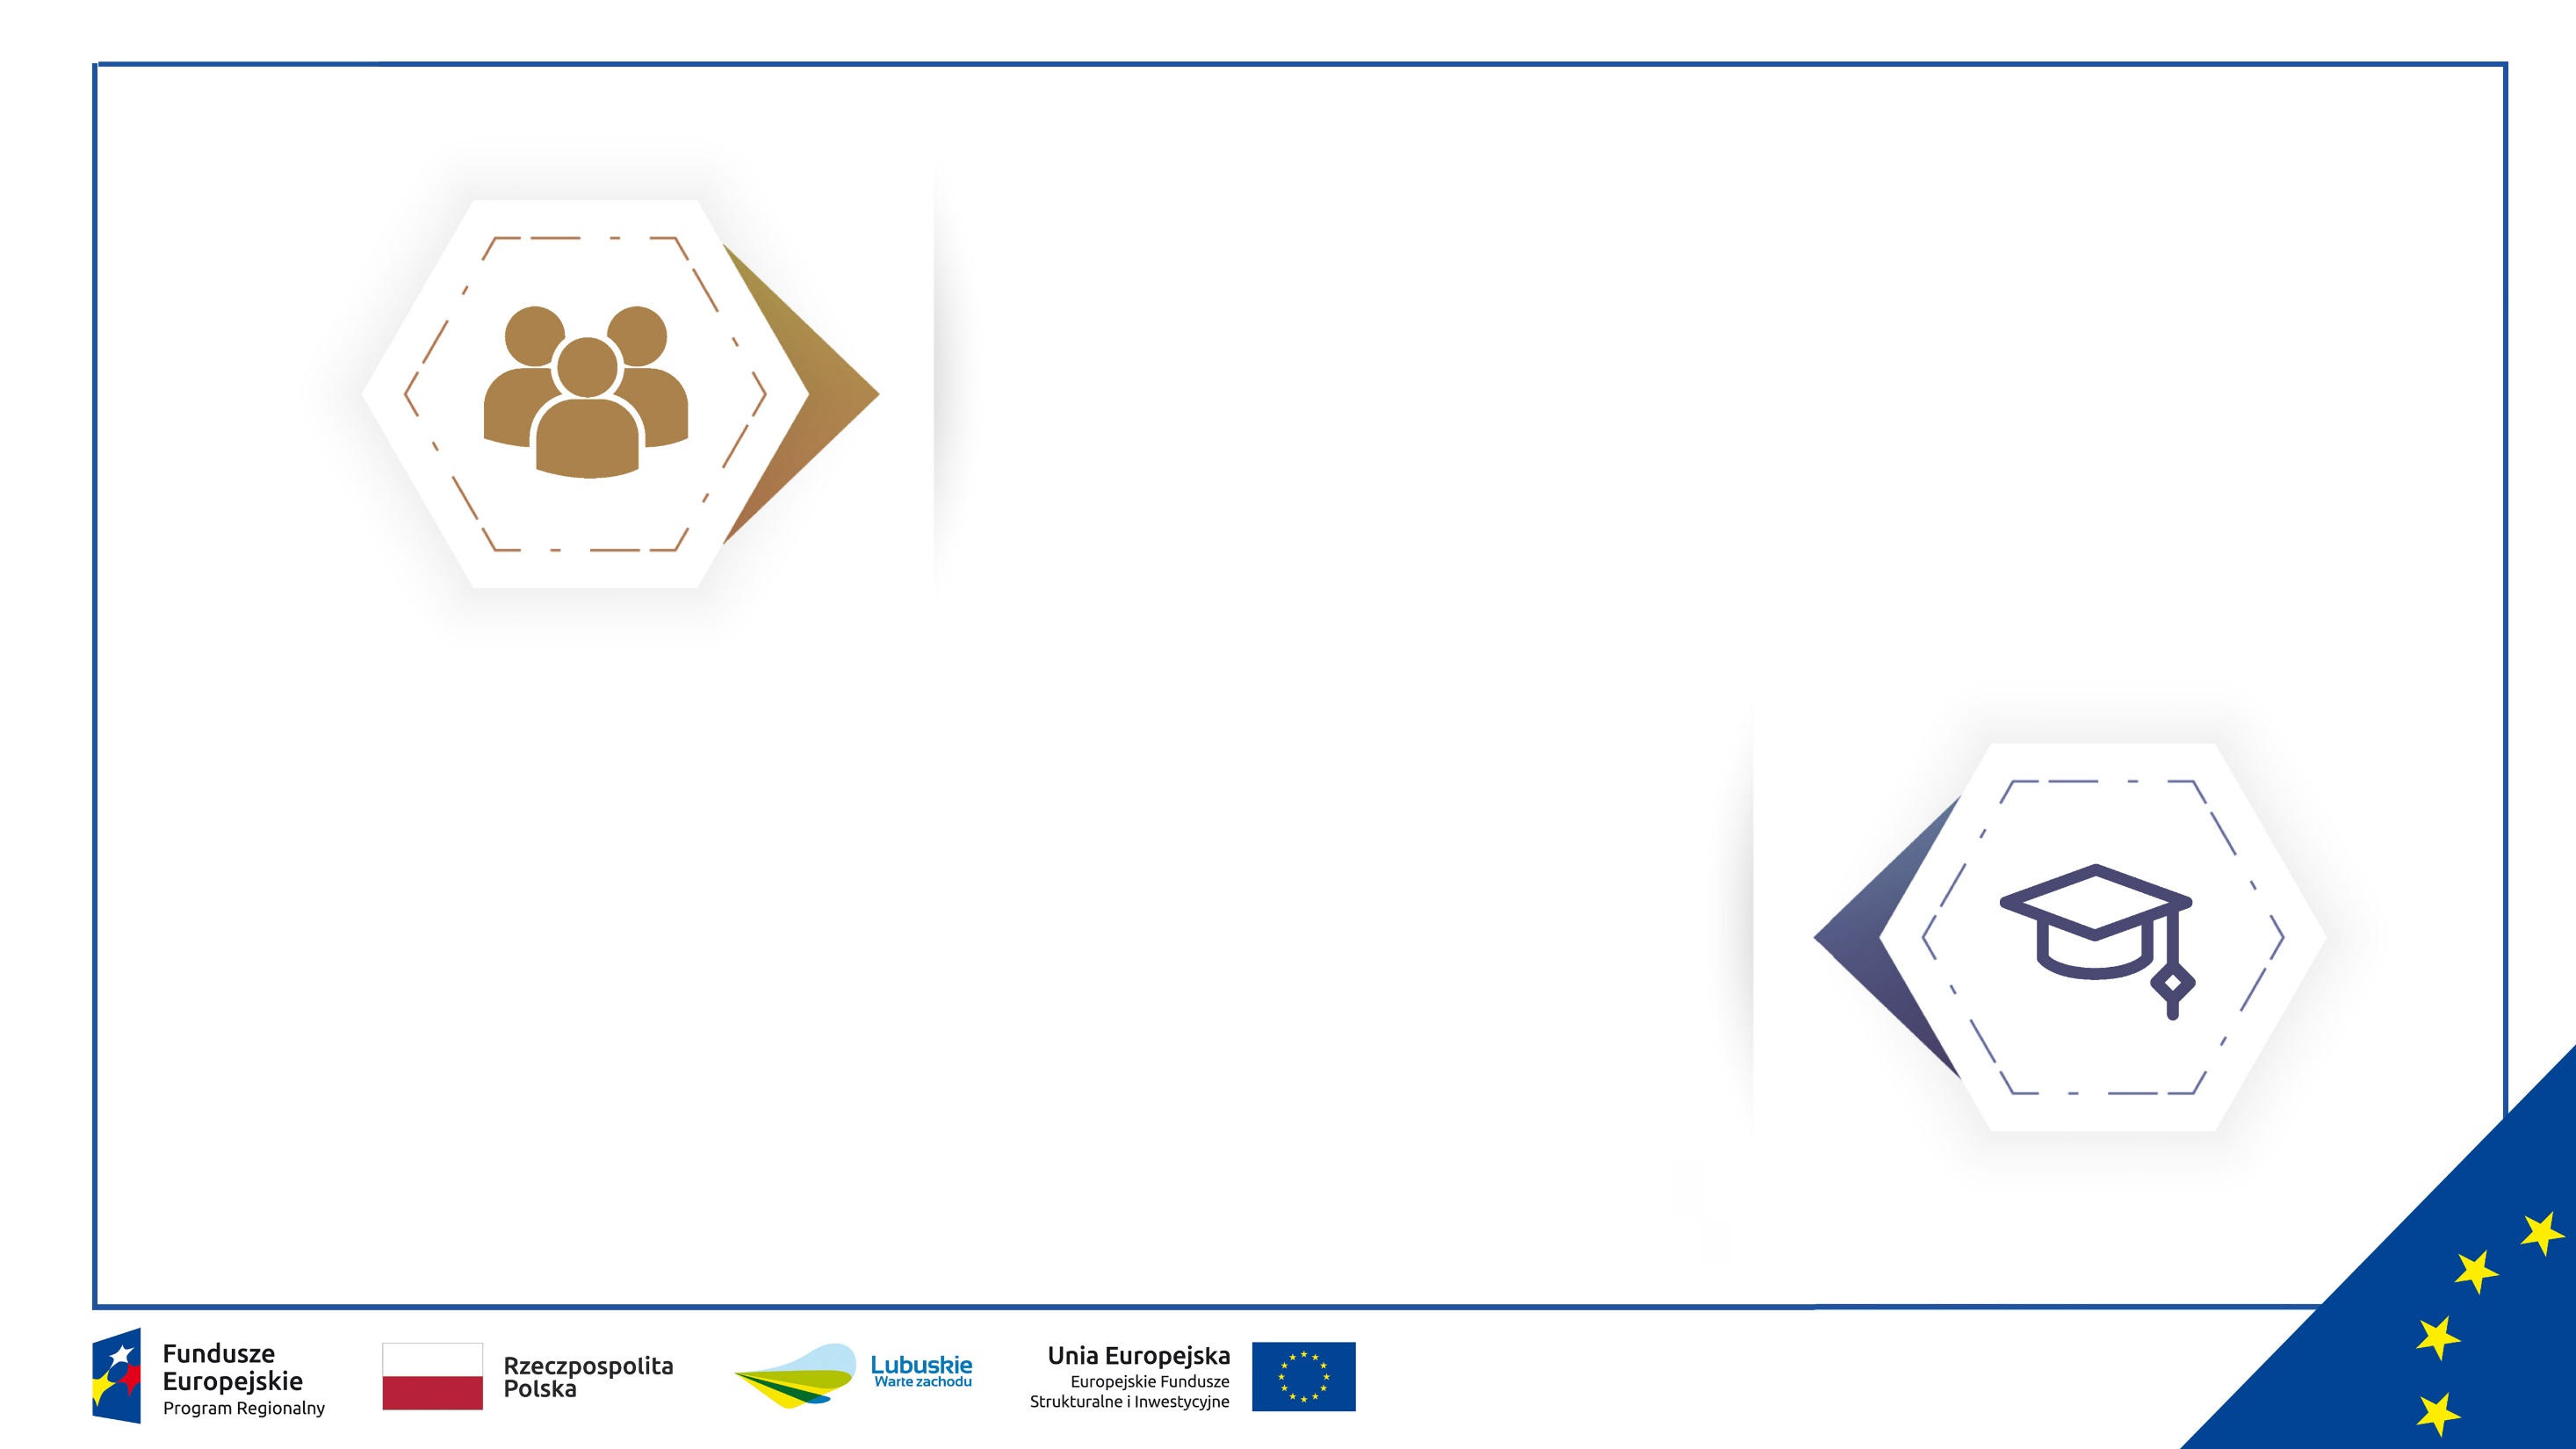 Fundusze
Europejskie
Program Regionalny
Rzeczpospolita
Polska
Lubuskie
Warte zachodu
Unia Europejska
Europejskie Fundusze
Strukturalne i Inwestycyjne